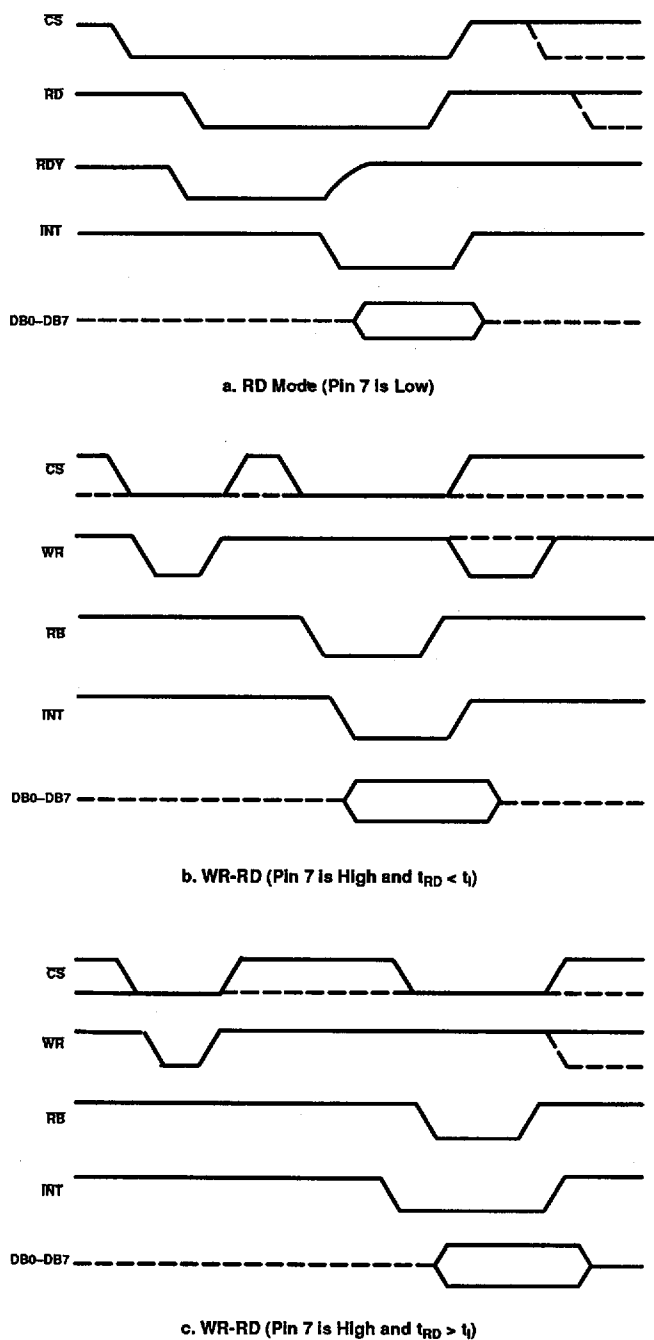 CS
RD
RDY
INT
DB0–DB7
a. RD Mode (Pin 7 is Low)
CS
WR
RB
INT
DB0–DB7
b. WR-RD (Pin 7 is High and tRD < tI)
CS
WR
RB
INT
DB0–DB7
c. WR-RD (Pin 7 is High and tRD > tI)